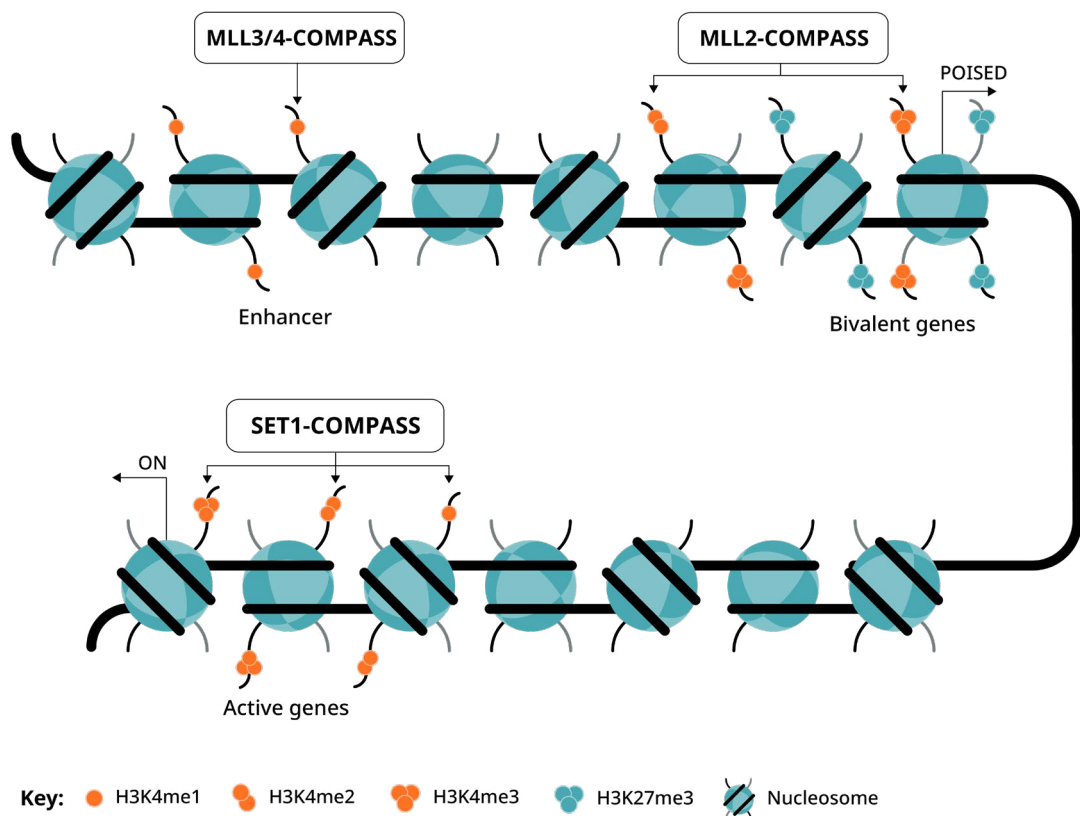 MLL3/4-COMPASS
MLL2-COMPASS
POISED
Enhancer
Bivalent genes
SET1-COMPASS
ON
Active genes
Key: H3K4me1 H3K4me2 H3K4me3 H3K27me3 Nucleosome